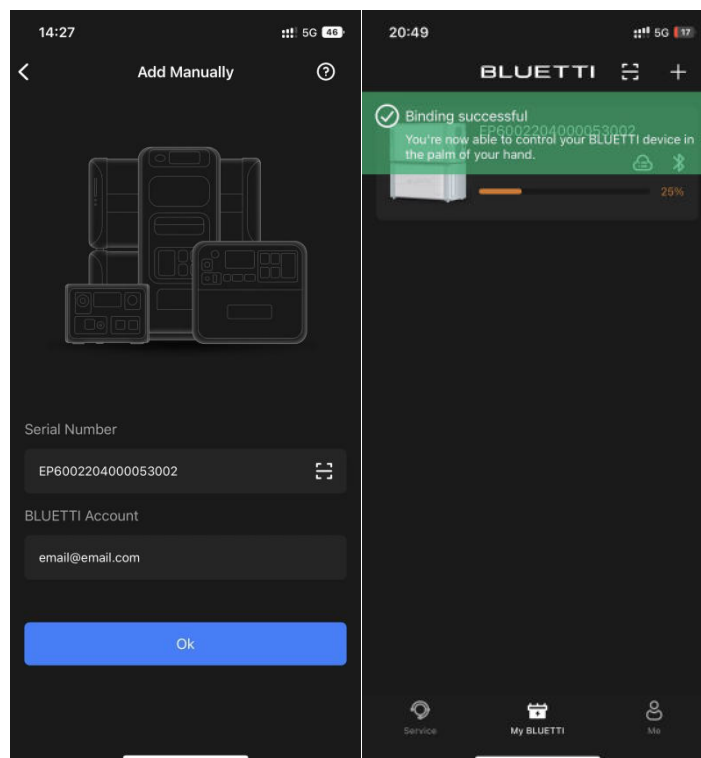 14:27
5G 46
Add Manually
Serial Number
EP6002204000053002
BLUETTI Account
email@email.com
Ok
20:49
5G 17
BLUETTI
Binding successful
EP6002204000053002
You're now able to control your BLUETTI device in
the palm of your hand.
25%
Service
My BLUETTI
Me